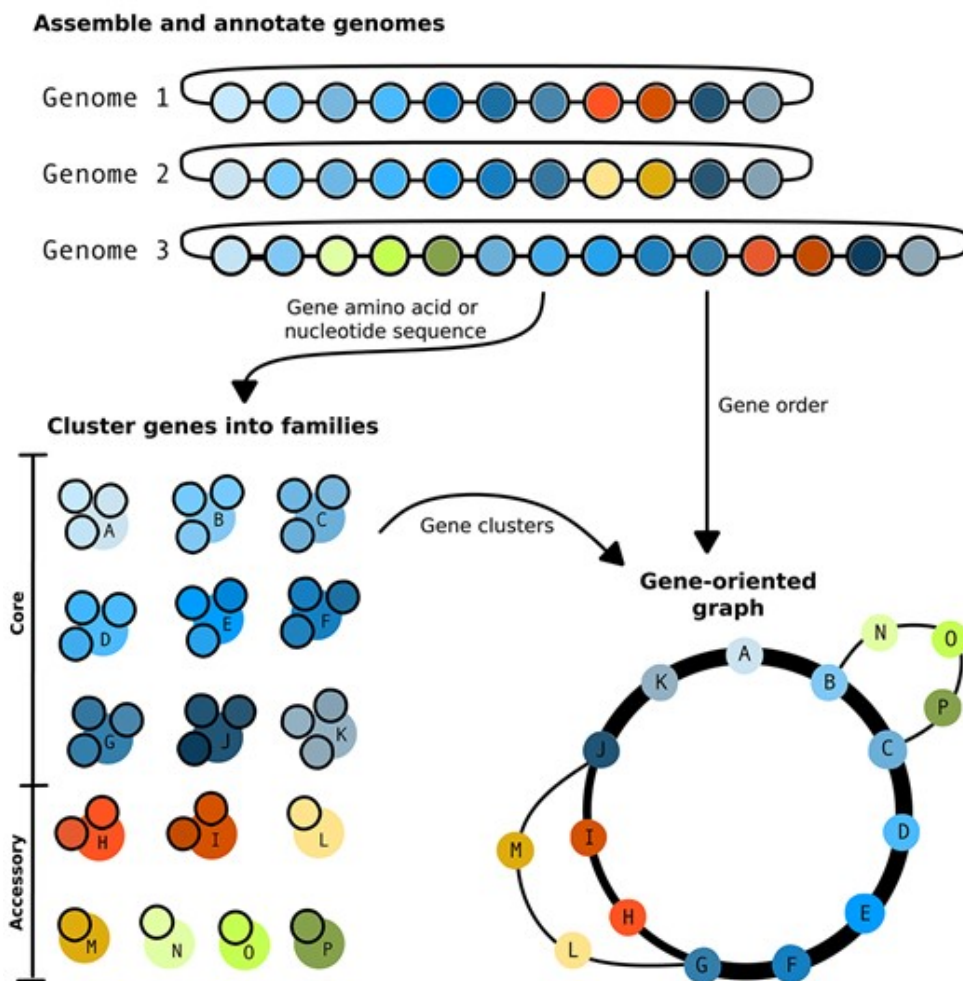 Assemble and annotate genomes
Genome 1
Genome 2
Genome 3
Gene amino acid or
nucleotide sequence
Gene order
Cluster genes into families
Core
A
B
C
D
E
F
G
J
K
Accessory
H
I
L
M
N
O
P
Gene clusters
Gene-oriented
graph
A
B
N
O
P
C
D
E
F
G
H
I
J
K
L
M